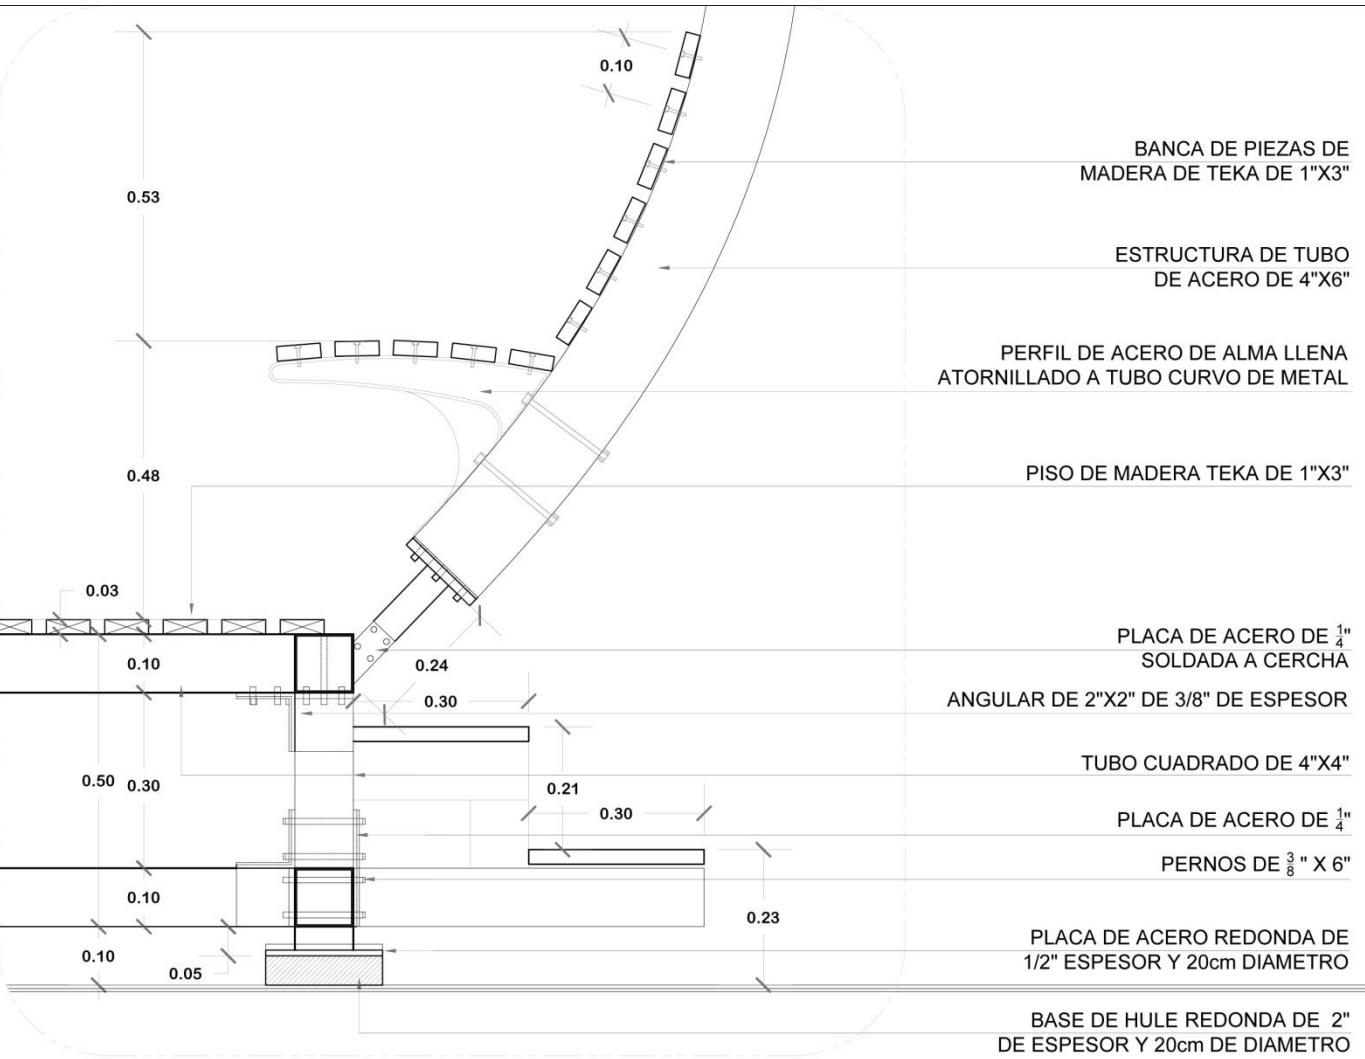 0.10
0.53
BANCA DE PIEZAS DE
MADERA DE TEKA DE 1"X3"
ESTRUCTURA DE TUBO
DE ACERO DE 4"X6"
PERFIL DE ACERO DE ALMA LLENA
ATORNILLADO A TUBO CURVO DE METAL
0.48
PISO DE MADERA TEKA DE 1"X3"
0.03
0.10
0.24
PLACA DE ACERO DE 1/4"
SOLDADA A CERCHA
0.30
ANGULAR DE 2"X2" DE 3/8" DE ESPESOR
TUBO CUADRADO DE 4"X4"
0.50
0.30
0.21
0.30
PLACA DE ACERO DE 1/4"
PERNOS DE 3/8 " X 6"
0.10
0.23
0.10
0.05
PLACA DE ACERO REDONDA DE
1/2" ESPESOR Y 20cm DIAMETRO
BASE DE HULE REDONDA DE 2"
DE ESPESOR Y 20cm DE DIAMETRO